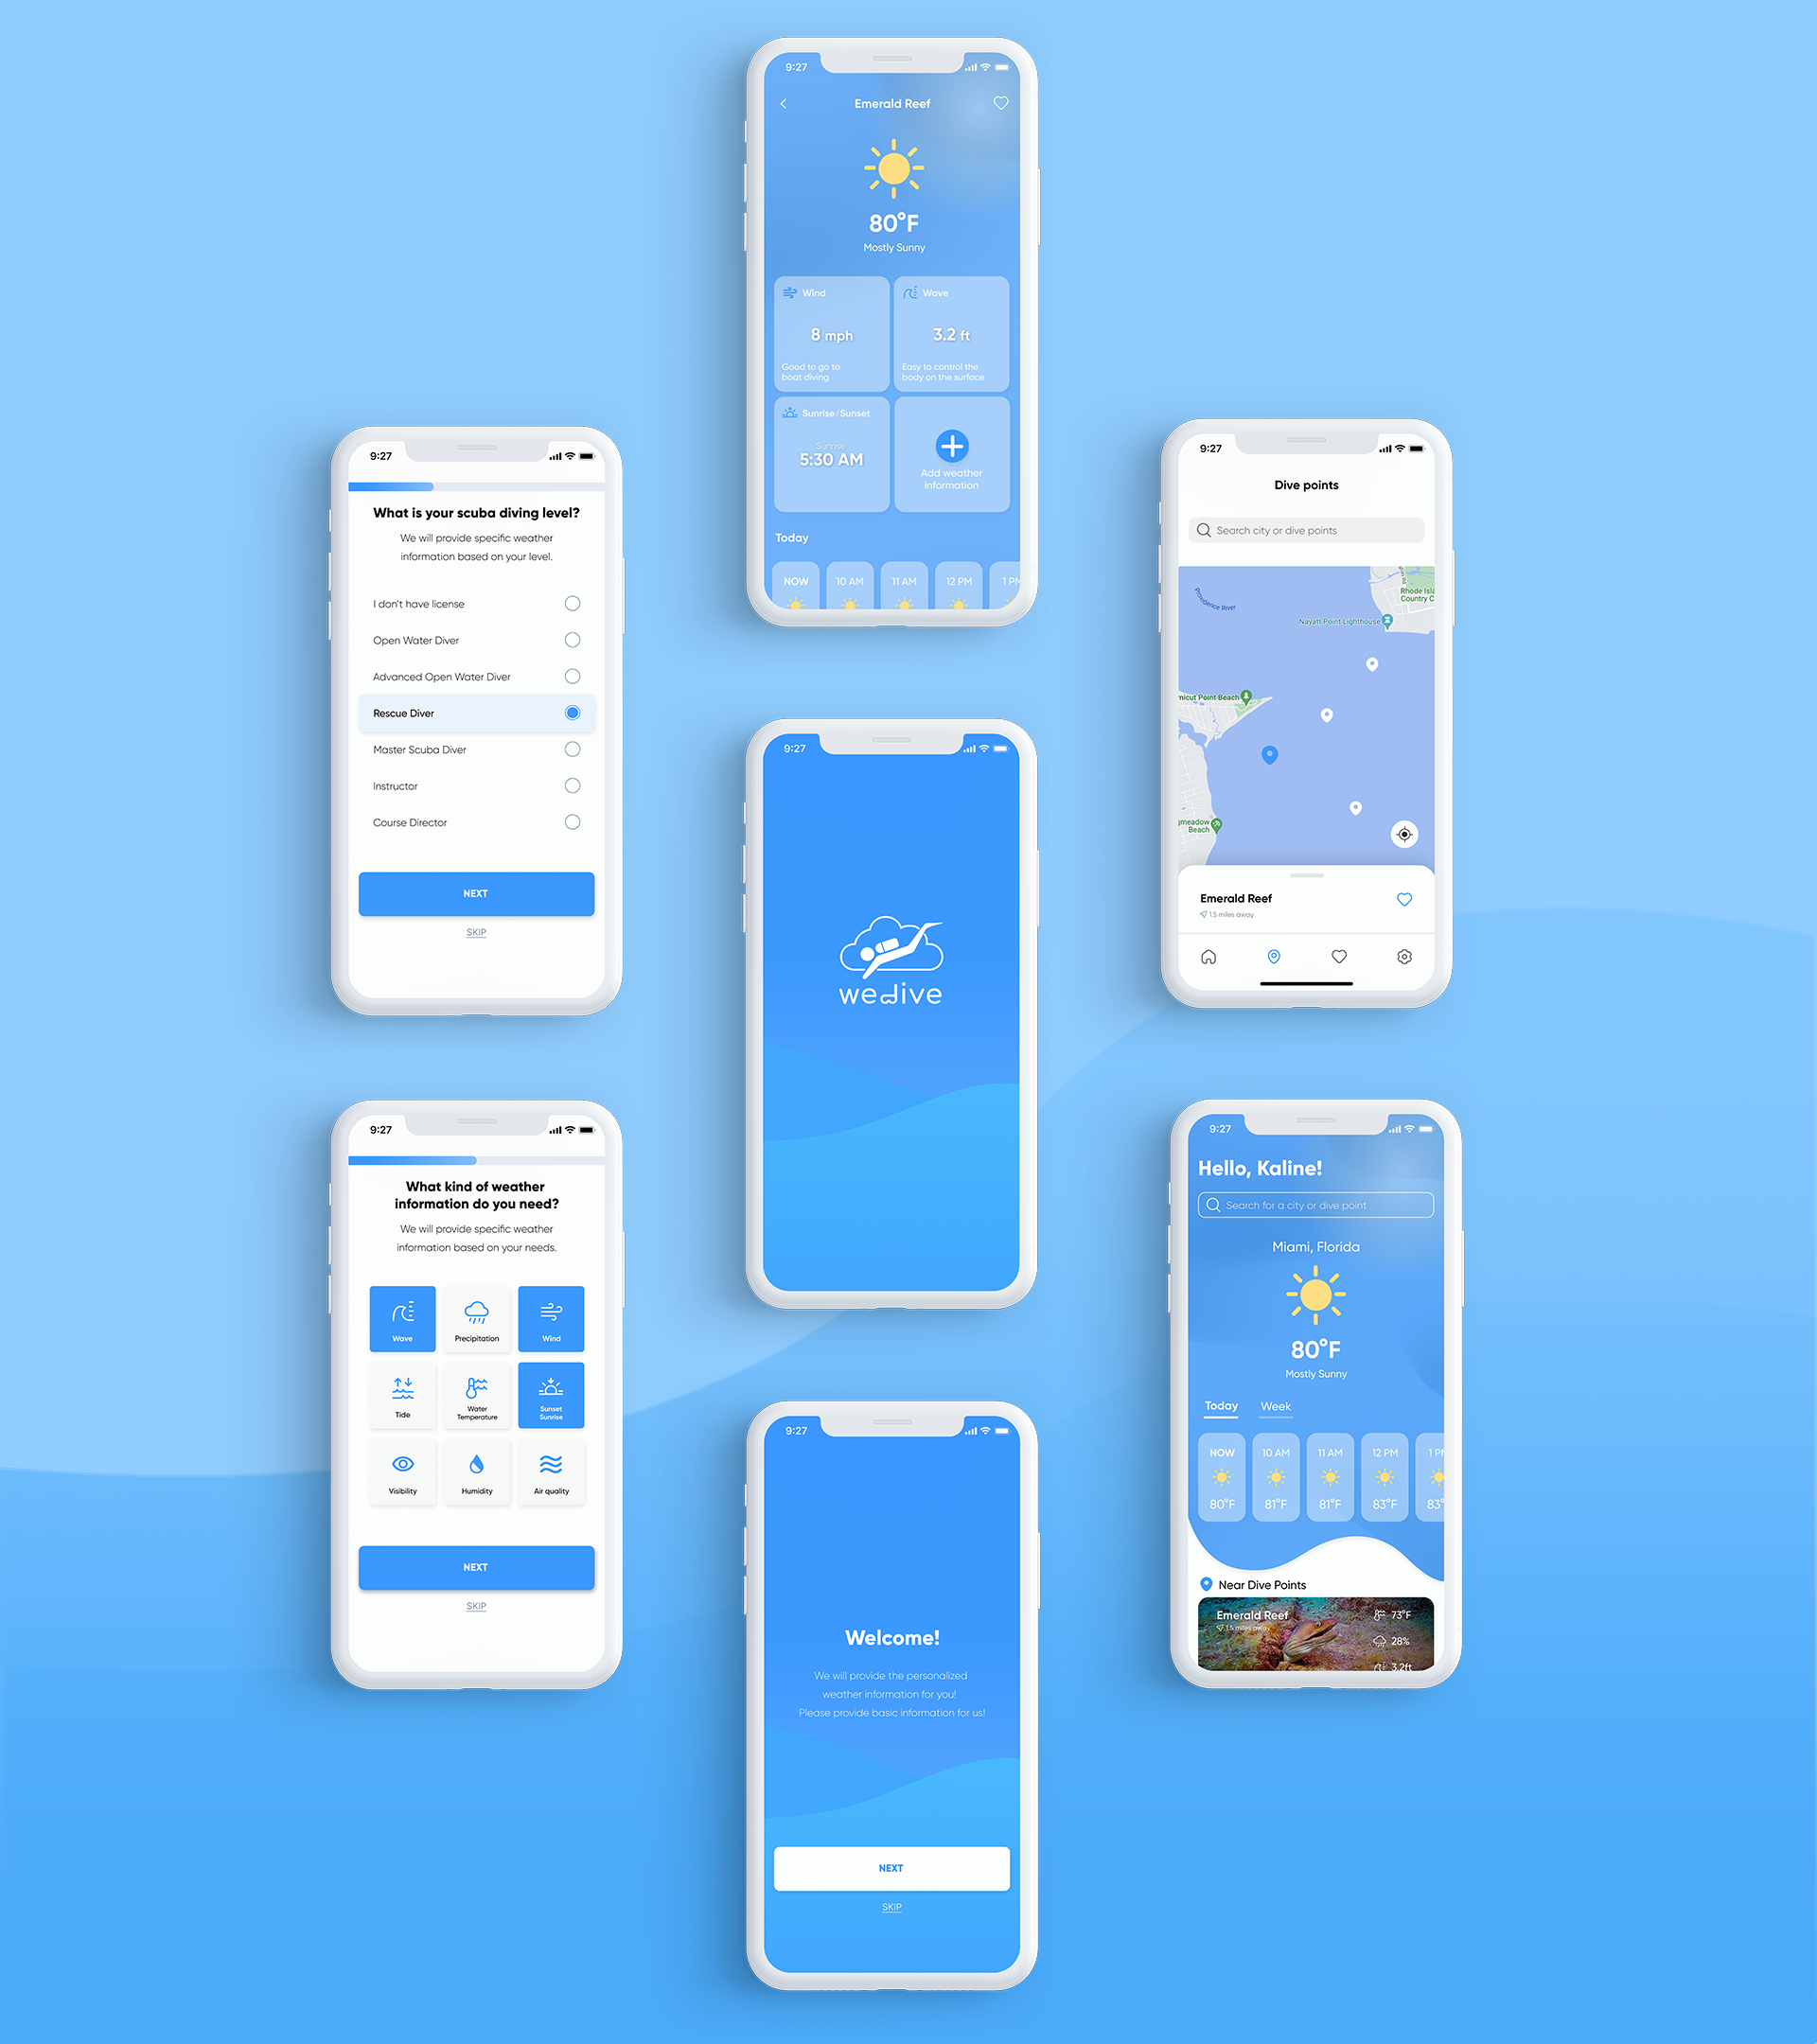 9:27
Emerald Reef
80°F
Mostly Sunny
Wind
8 mph
Good to go to
boat diving
Wave
3.2 ft
Easy to control the
body on the surface
Sunrise/Sunset
Sunrise
5:30 AM
Add weather
information
Today
NOW 10 AM 11 AM 12 PM 1 PM
9:27
What is your scuba diving level?
We will provide specific weather
information based on your level.
I don't have license
Open Water Diver
Advanced Open Water Diver
Rescue Diver
Master Scuba Diver
Instructor
Course Director
NEXT
SKIP
9:27
wedive
9:27
Dive points
Search city or dive points
Providence River
Rhode Isla
Country C
Nayatt Point Lighthouse
micut Point Beach
gmeadow
Beach
Emerald Reef
1.5 miles away
9:27
What kind of weather
information do you need?
We will provide specific weather
information based on your needs.
Wave Precipitation Wind
Tide
Water
Temperature
Sunset
Sunrise
Visibility Humidity Air quality
NEXT
SKIP
9:27
Welcome!
We will provide the personalized
weather information for you!
Please provide basic information for us!
NEXT
SKIP
9:27
Hello, Kaline!
Search for a city or dive point
Miami, Florida
80°F
Mostly Sunny
Today Week
NOW 10 AM 11 AM 12 PM 1 PM
80°F 81°F 81°F 83°F 83°
Near Dive Points
Emerald Reef
1.5 miles away
73°F
28%
3.2ft